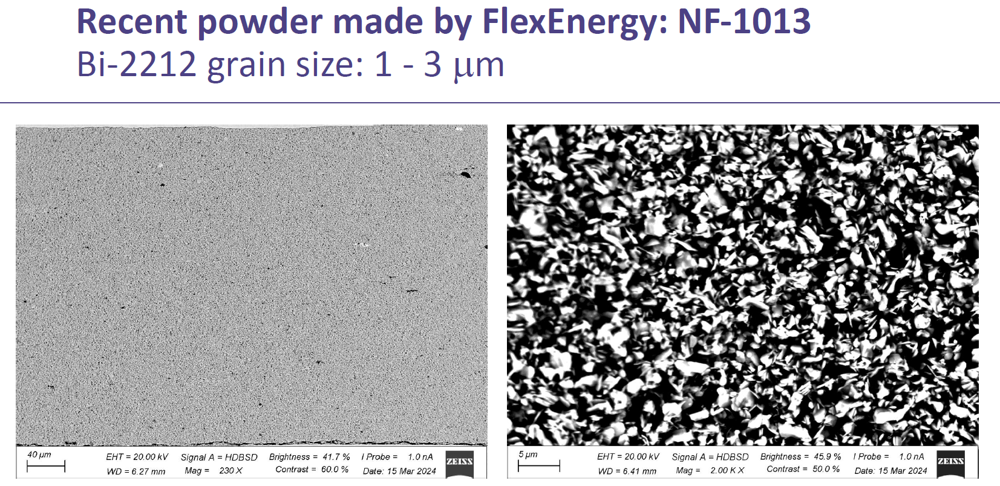 Recent powder made by FlexEnergy: NF-1013
Bi-2212 grain size: 1 - 3 μm
40 µm
EHT = 20.00 kV Signal A = HDBSD Brightness = 41.7 % I Probe = 1.0 nA
WD = 6.27 mm Mag = 230 X Contrast = 60.0 % Date: 15 Mar 2024
ZEISS
5 µm
EHT = 20.00 kV Signal A = HDBSD Brightness = 45.9 % I Probe = 1.0 nA
WD = 6.41 mm Mag = 2.00 K X Contrast = 50.0 % Date: 15 Mar 2024
ZEISS